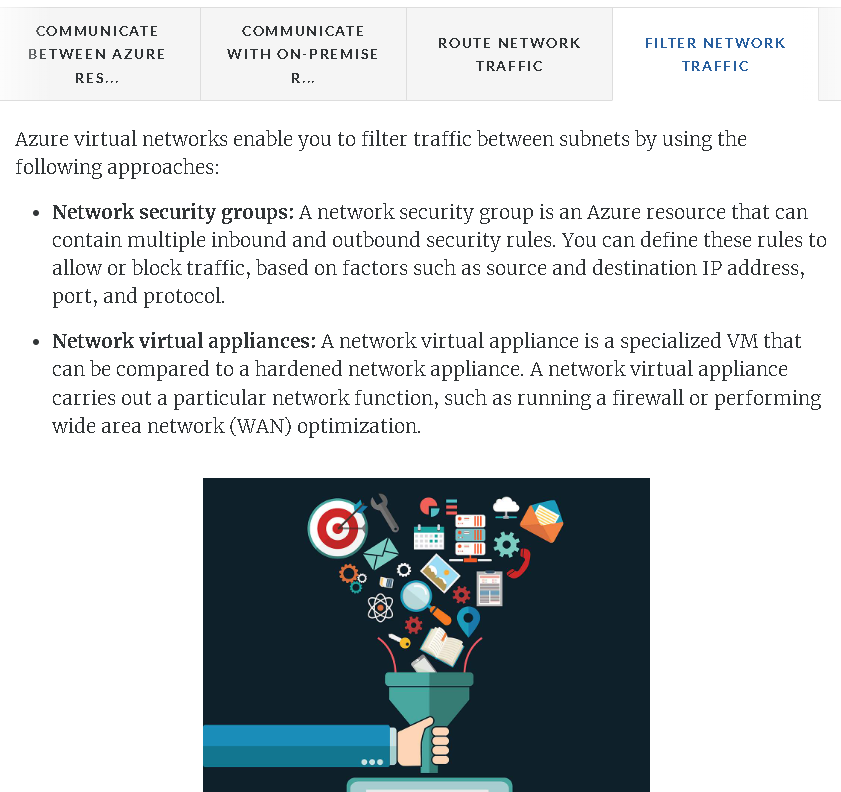 COMMUNICATE
BETWEEN AZURE
RES...
COMMUNICATE
WITH ON-PREMISE
R...
ROUTE NETWORK
TRAFFIC
FILTER NETWORK
TRAFFIC
Azure virtual networks enable you to filter traffic between subnets by using the
following approaches:
• Network security groups: A network security group is an Azure resource that can
contain multiple inbound and outbound security rules. You can define these rules to
allow or block traffic, based on factors such as source and destination IP address,
port, and protocol.
• Network virtual appliances: A network virtual appliance is a specialized VM that
can be compared to a hardened network appliance. A network virtual appliance
carries out a particular network function, such as running a firewall or performing
wide area network (WAN) optimization.